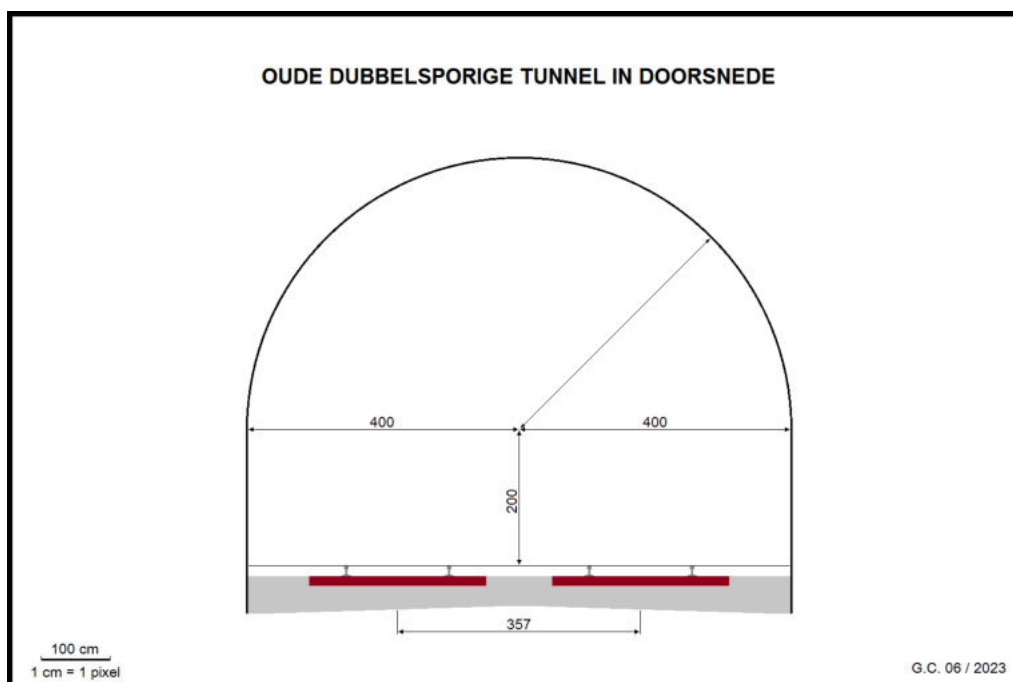 OUDE DUBBELSPORIGE TUNNEL IN DOORSNEDE
400
400
200
357
100 cm
1 cm = 1 pixel
G.C. 06 / 2023